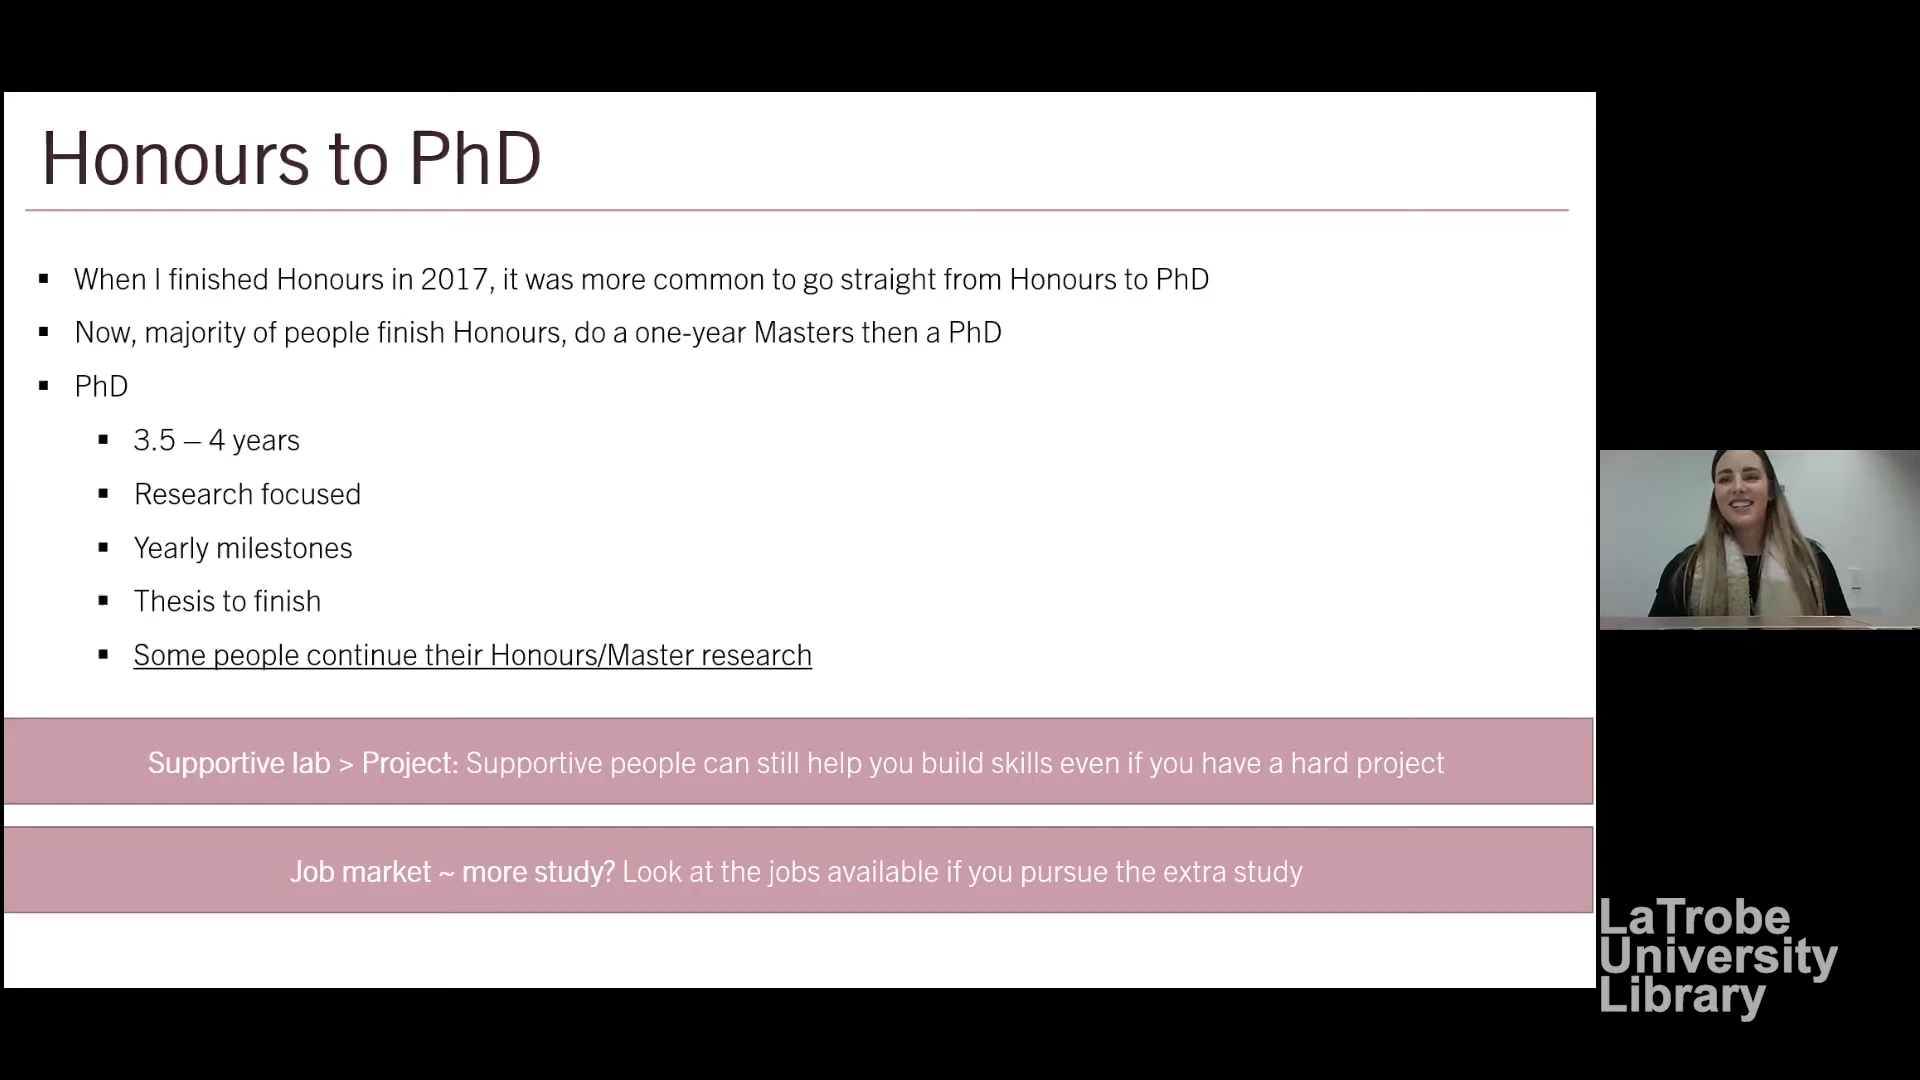 Honours to PhD
When I finished Honours in 2017, it was more common to go straight from Honours to PhD
Now, majority of people finish Honours, do a one-year Masters then a PhD
PhD
3.5 – 4 years
Research focused
Yearly milestones
Thesis to finish
Some people continue their Honours/Master research
Supportive lab > Project: Supportive people can still help you build skills even if you have a hard project
Job market ~ more study? Look at the jobs available if you pursue the extra study
LaTrobe
University
Library